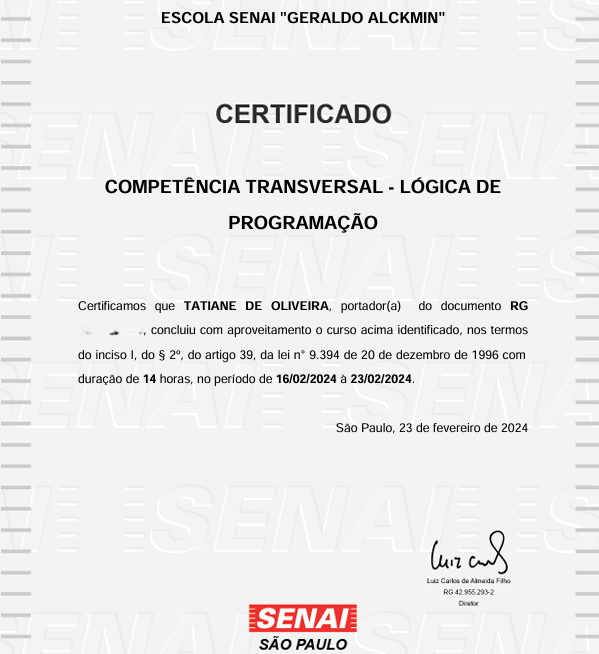 ESCOLA SENAI "GERALDO ALCKMIN"
CERTIFICADO
COMPETÊNCIA TRANSVERSAL - LÓGICA DE
PROGRAMAÇÃO
Certificamos que TATIANE DE OLIVEIRA, portador(a) do documento RG
, concluiu com aproveitamento o curso acima identificado, nos termos
do inciso I, do § 2º, do artigo 39, da lei n° 9.394 de 20 de dezembro de 1996 com
duração de 14 horas, no período de 16/02/2024 à 23/02/2024.
São Paulo, 23 de fevereiro de 2024
Luiz Carlos de Almeida Filho
RG 42.955.293-2
Diretor
SENAI
SÃO PAULO